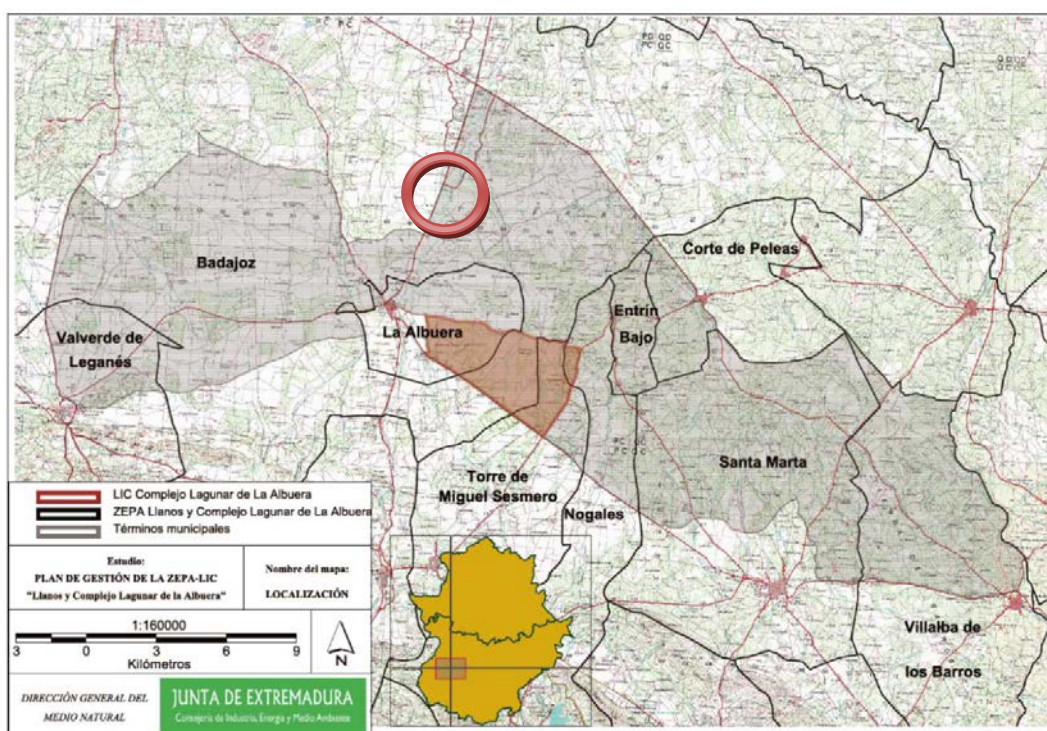 Badajoz
Corte de Peleas
Entrín
Bajo
La Albuera
Valverde de
Leganés
Santa Marta
Torre de
Miguel Sesmero
Nogales
Villalba de
los Barros
LIC Complejo Lagunar de La Albuera
ZEPA Llanos y Complejo Lagunar de La Albuera
Términos municipales
Estudio:
PLAN DE GESTIÓN DE LA ZEPA-LIC
"Llanos y Complejo Lagunar de la Albuera"
Nombre del mapa:
LOCALIZACIÓN
1:160000
3 0 3 6 9
Kilómetros
N
DIRECCIÓN GENERAL DEL
MEDIO NATURAL
JUNTA DE EXTREMADURA
Consejería de Industria, Energía y Medio Ambiente